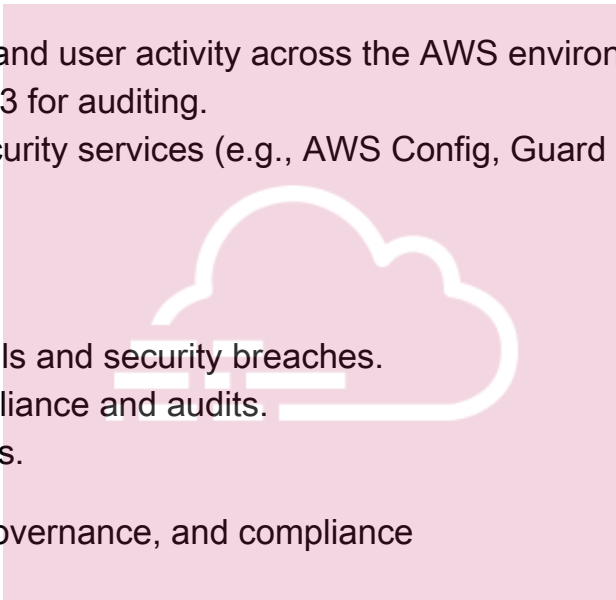 and user activity across the AWS environ
3 for auditing.
curity services (e.g., AWS Config, Guard
ls and security breaches.
liance and audits.
s.
overnance, and compliance